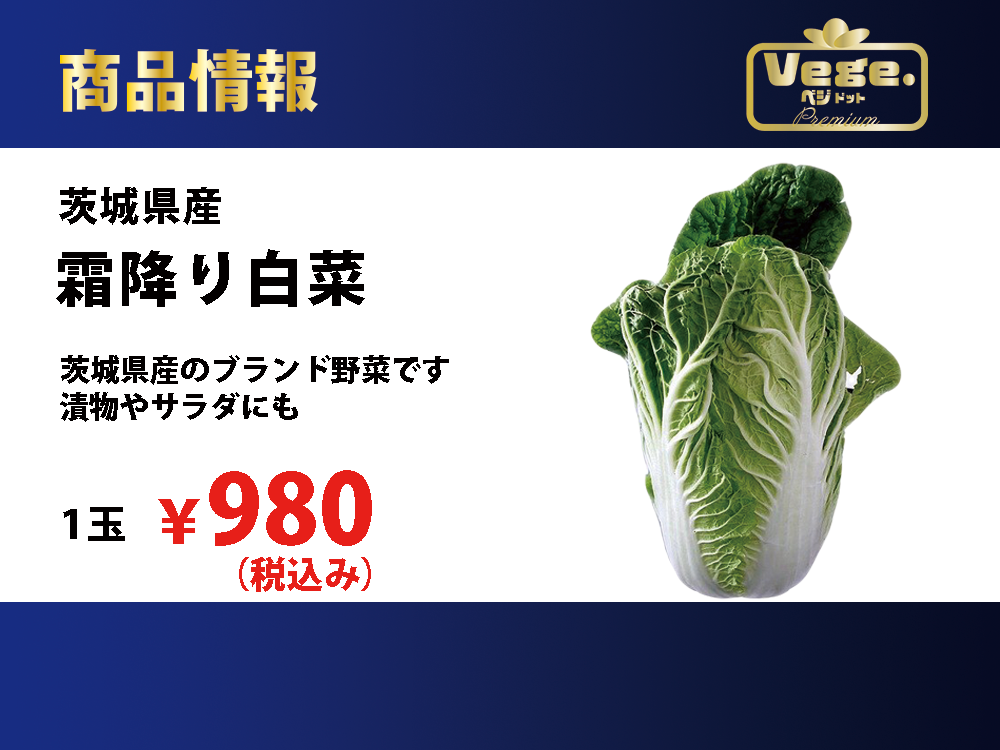 商品情報
Vege.
ベジドット
Premium
茨城県産
霜降り白菜
茨城県産のブランド野菜です
漬物やサラダにも
1玉 ¥980
(税込み)